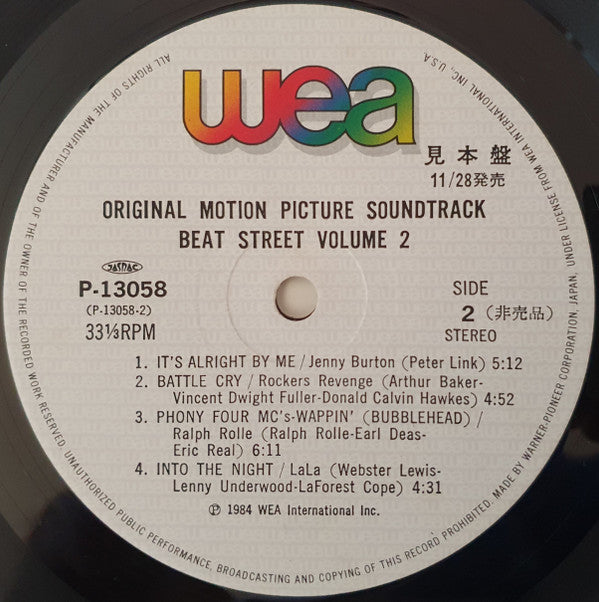 wea
見本盤
11/28発売
ORIGINAL MOTION PICTURE SOUNDTRACK
BEAT STREET VOLUME 2
JASRAC
P-13058
(P-13058-2)
33⅓RPM
SIDE
2 (非売品)
STEREO
1. IT'S ALRIGHT BY ME / Jenny Burton (Peter Link) 5:12
2. BATTLE CRY / Rockers Revenge (Arthur Baker-
Vincent Dwight Fuller-Donald Calvin Hawkes) 4:52
3. PHONY FOUR MC's-WAPPIN' (BUBBLEHEAD) /
Ralph Rolle (Ralph Rolle-Earl Deas-
Eric Real) 6:11
4. INTO THE NIGHT / LaLa (Webster Lewis-
Lenny Underwood-LaForest Cope) 4:31
Ⓟ 1984 WEA International Inc.
ALL RIGHTS OF THE MANUFACTURER AND OF THE OWNER OF THE RECORDED WORK RESERVED. UNAUTHORIZED PUBLIC PERFORMANCE, BROADCASTING AND COPYING OF THIS RECORD PROHIBITED. MADE BY WARNER-PIONEER CORPORATION, JAPAN, UNDER LICENSE FROM WEA INTERNATIONAL INC., U.S.A.